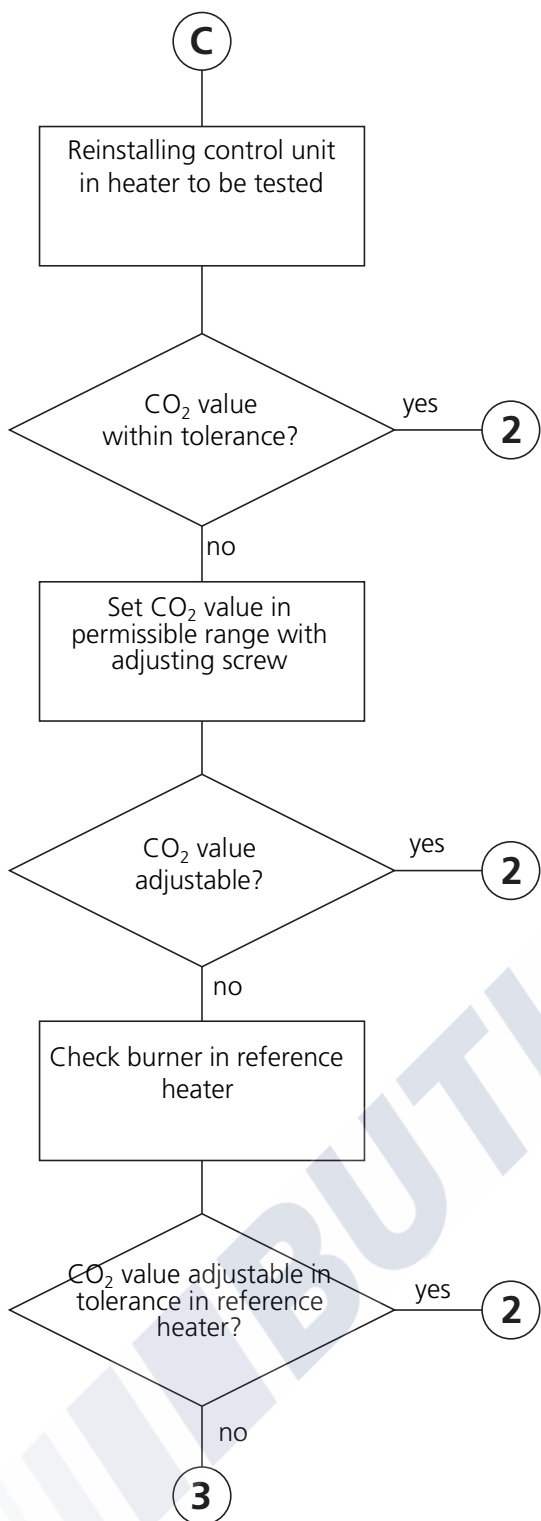 C
Reinstalling control unit
in heater to be tested
CO₂ value
within tolerance?
yes
2
no
Set CO₂ value in
permissible range with
adjusting screw
CO₂ value
adjustable?
yes
2
no
Check burner in reference
heater
CO₂ value adjustable in
tolerance in reference
heater?
yes
2
no
3
BUT